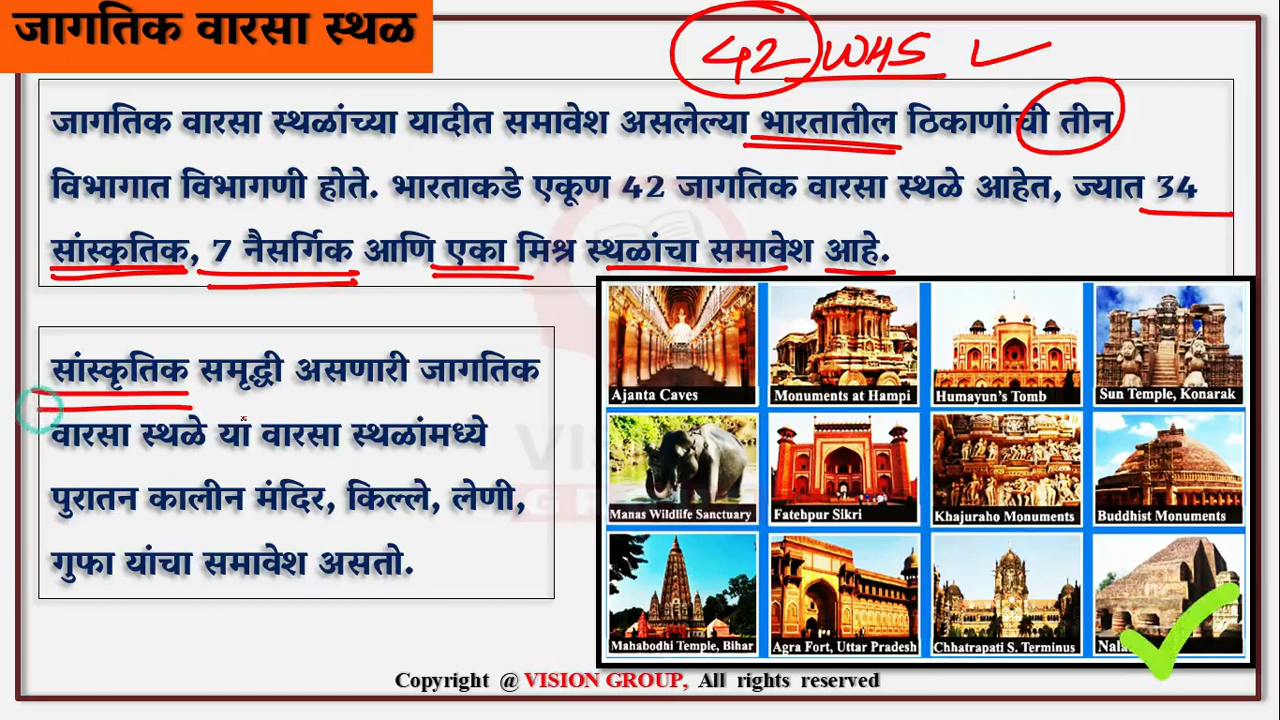 जागतिक वारसा स्थळ
42 WHS
जागतिक वारसा स्थळांच्या यादीत समावेश असलेल्या भारतातील ठिकाणांची तीन
विभागात विभागणी होते. भारताकडे एकूण 42 जागतिक वारसा स्थळे आहेत, ज्यात 34
सांस्कृतिक, 7 नैसर्गिक आणि एका मिश्र स्थळांचा समावेश आहे.
सांस्कृतिक समृद्धी असणारी जागतिक
वारसा स्थळे या वारसा स्थळांमध्ये
पुरातन कालीन मंदिर, किल्ले, लेणी,
गुफा यांचा समावेश असतो.
Ajanta Caves
Monuments at Hampi
Humayun's Tomb
Sun Temple, Konarak
Manas Wildlife Sanctuary
Fatehpur Sikri
Khajuraho Monuments
Buddhist Monuments
Mahabodhi Temple, Bihar
Agra Fort, Uttar Pradesh
Chhatrapati S. Terminus
Copyright @ VISION GROUP, All rights reserved